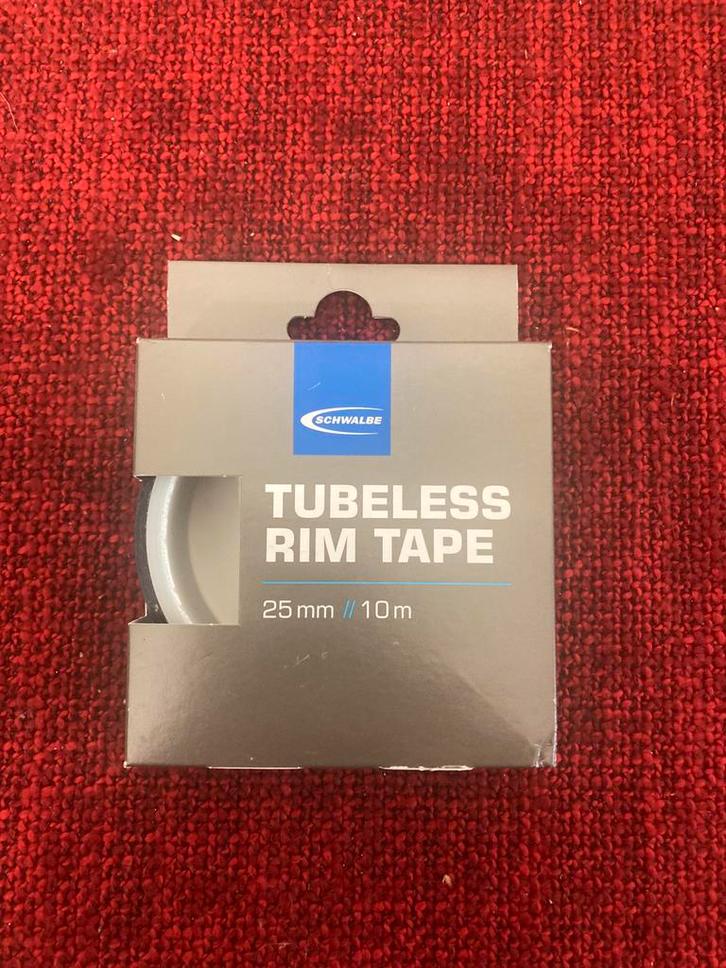 SCHWALBE
TUBELESS
RIM TAPE
25 mm // 10 m